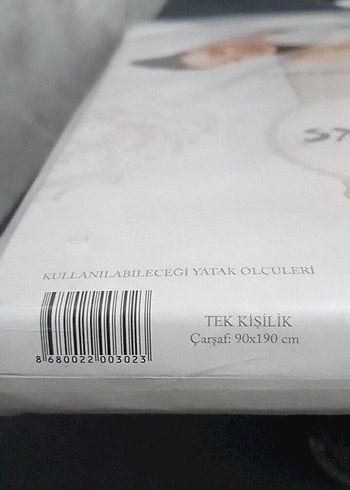 KULLANILABİLECEĞİ YATAK ÖLÇÜLERİ
TEK KİŞİLİK
Çarşaf: 90x190 cm
8 680022 003023